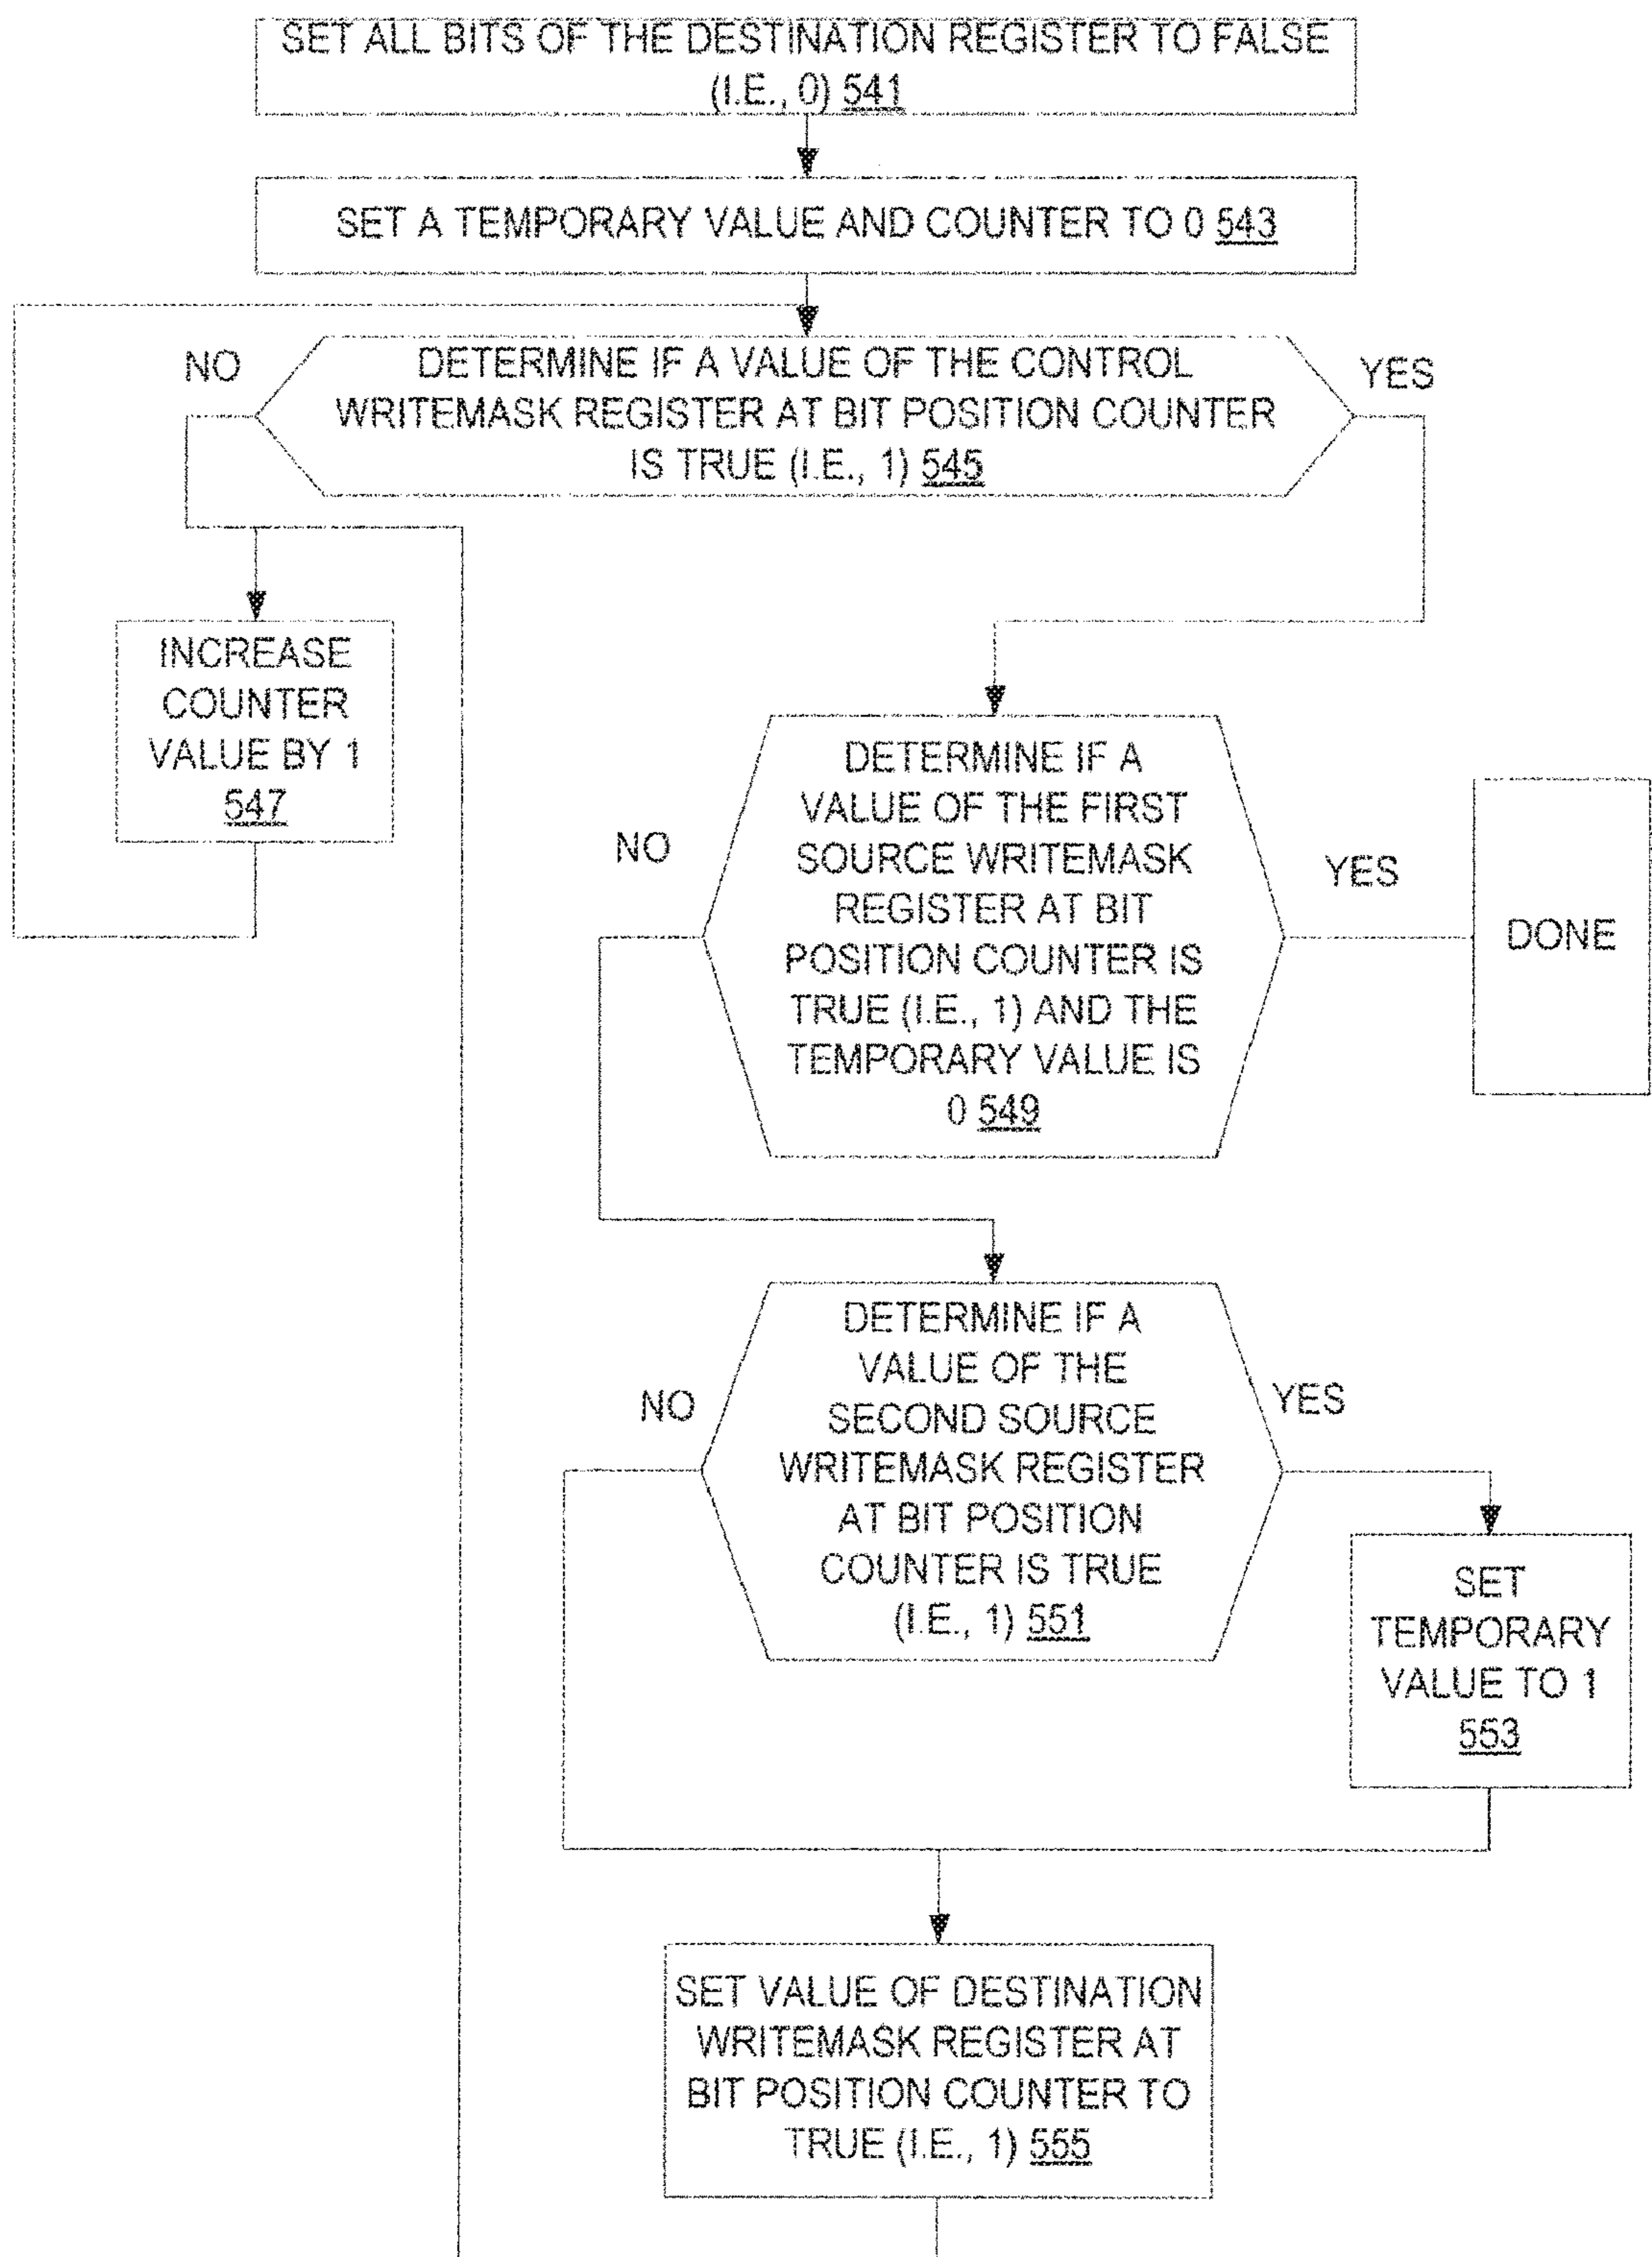 SET ALL BITS OF THE DESTINATION REGISTER TO FALSE
(I.E., 0) 541
SET A TEMPORARY VALUE AND COUNTER TO 0 543
NO
DETERMINE IF A VALUE OF THE CONTROL
WRITEMASK REGISTER AT BIT POSITION COUNTER
IS TRUE (I.E., 1) 545
YES
INCREASE
COUNTER
VALUE BY 1
547
NO
DETERMINE IF A
VALUE OF THE FIRST
SOURCE WRITEMASK
REGISTER AT BIT
POSITION COUNTER IS
TRUE (I.E., 1) AND THE
TEMPORARY VALUE IS
0 549
YES
DONE
NO
DETERMINE IF A
VALUE OF THE
SECOND SOURCE
WRITEMASK REGISTER
AT BIT POSITION
COUNTER IS TRUE
(I.E., 1) 551
YES
SET
TEMPORARY
VALUE TO 1
553
SET VALUE OF DESTINATION
WRITEMASK REGISTER AT
BIT POSITION COUNTER TO
TRUE (I.E., 1) 555